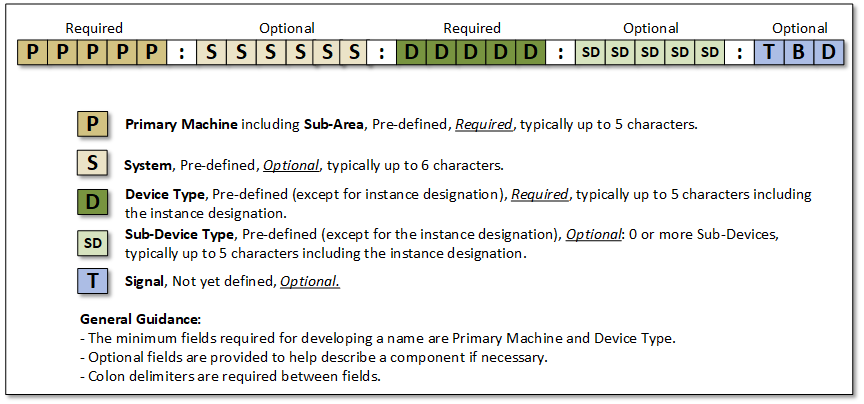 Required Optional Required Optional Optional
P P P P P : S S S S S S : D D D D D : SD SD SD SD SD : T B D
P Primary Machine including Sub-Area, Pre-defined, Required, typically up to 5 characters.
S System, Pre-defined, Optional, typically up to 6 characters.
D Device Type, Pre-defined (except for instance designation), Required, typically up to 5 characters including
the instance designation.
SD Sub-Device Type, Pre-defined (except for the instance designation), Optional: 0 or more Sub-Devices,
typically up to 5 characters including the instance designation.
T Signal, Not yet defined, Optional.
General Guidance:
- The minimum fields required for developing a name are Primary Machine and Device Type.
- Optional fields are provided to help describe a component if necessary.
- Colon delimiters are required between fields.